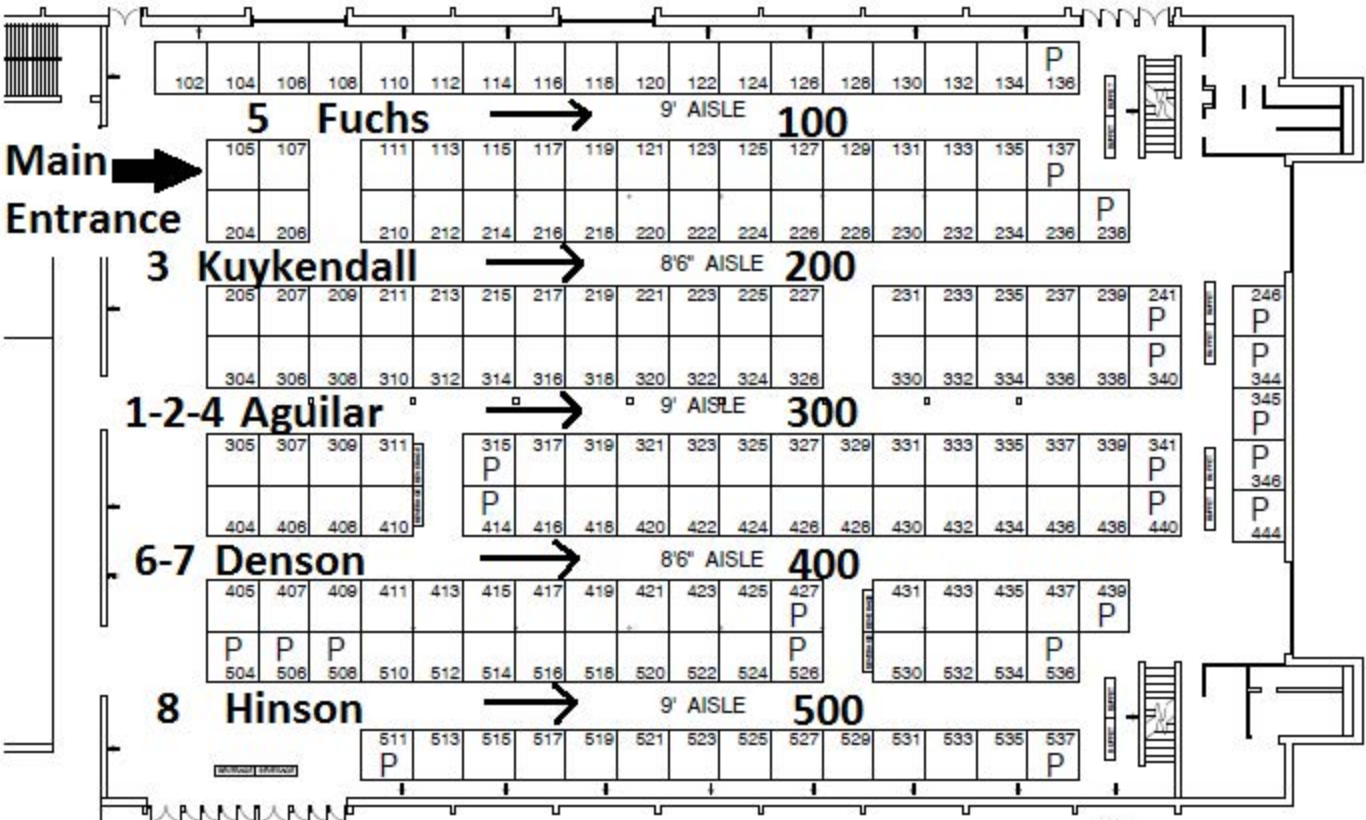 P
102 104 106 108 110 112 114 116 118 120 122 124 126 128 130 132 134 136
5 Fuchs 9' AISLE 100
Main
Entrance
105 107 111 113 115 117 119 121 123 125 127 129 131 133 135 137
P
P
204 206 210 212 214 216 218 220 222 224 226 228 230 232 234 236 238
3 Kuykendall 8'6" AISLE 200
205 207 209 211 213 215 217 219 221 223 225 227 231 233 235 237 239 241 246
P P
P P
304 306 308 310 312 314 316 318 320 322 324 326 330 332 334 336 338 340 344
1-2-4 Aguilar 9' AISLE 300
345
P
305 307 309 311 315 317 319 321 323 325 327 329 331 333 335 337 339 341
P P P
346
P P P
404 406 408 410 414 416 418 420 422 424 426 428 430 432 434 436 438 440 444
6-7 Denson 8'6" AISLE 400
405 407 409 411 413 415 417 419 421 423 425 427 431 433 435 437 439
P P
P P P P P
504 506 508 510 512 514 516 518 520 522 524 526 530 532 534 536
8 Hinson 9' AISLE 500
511 513 515 517 519 521 523 525 527 529 531 533 535 537
P P